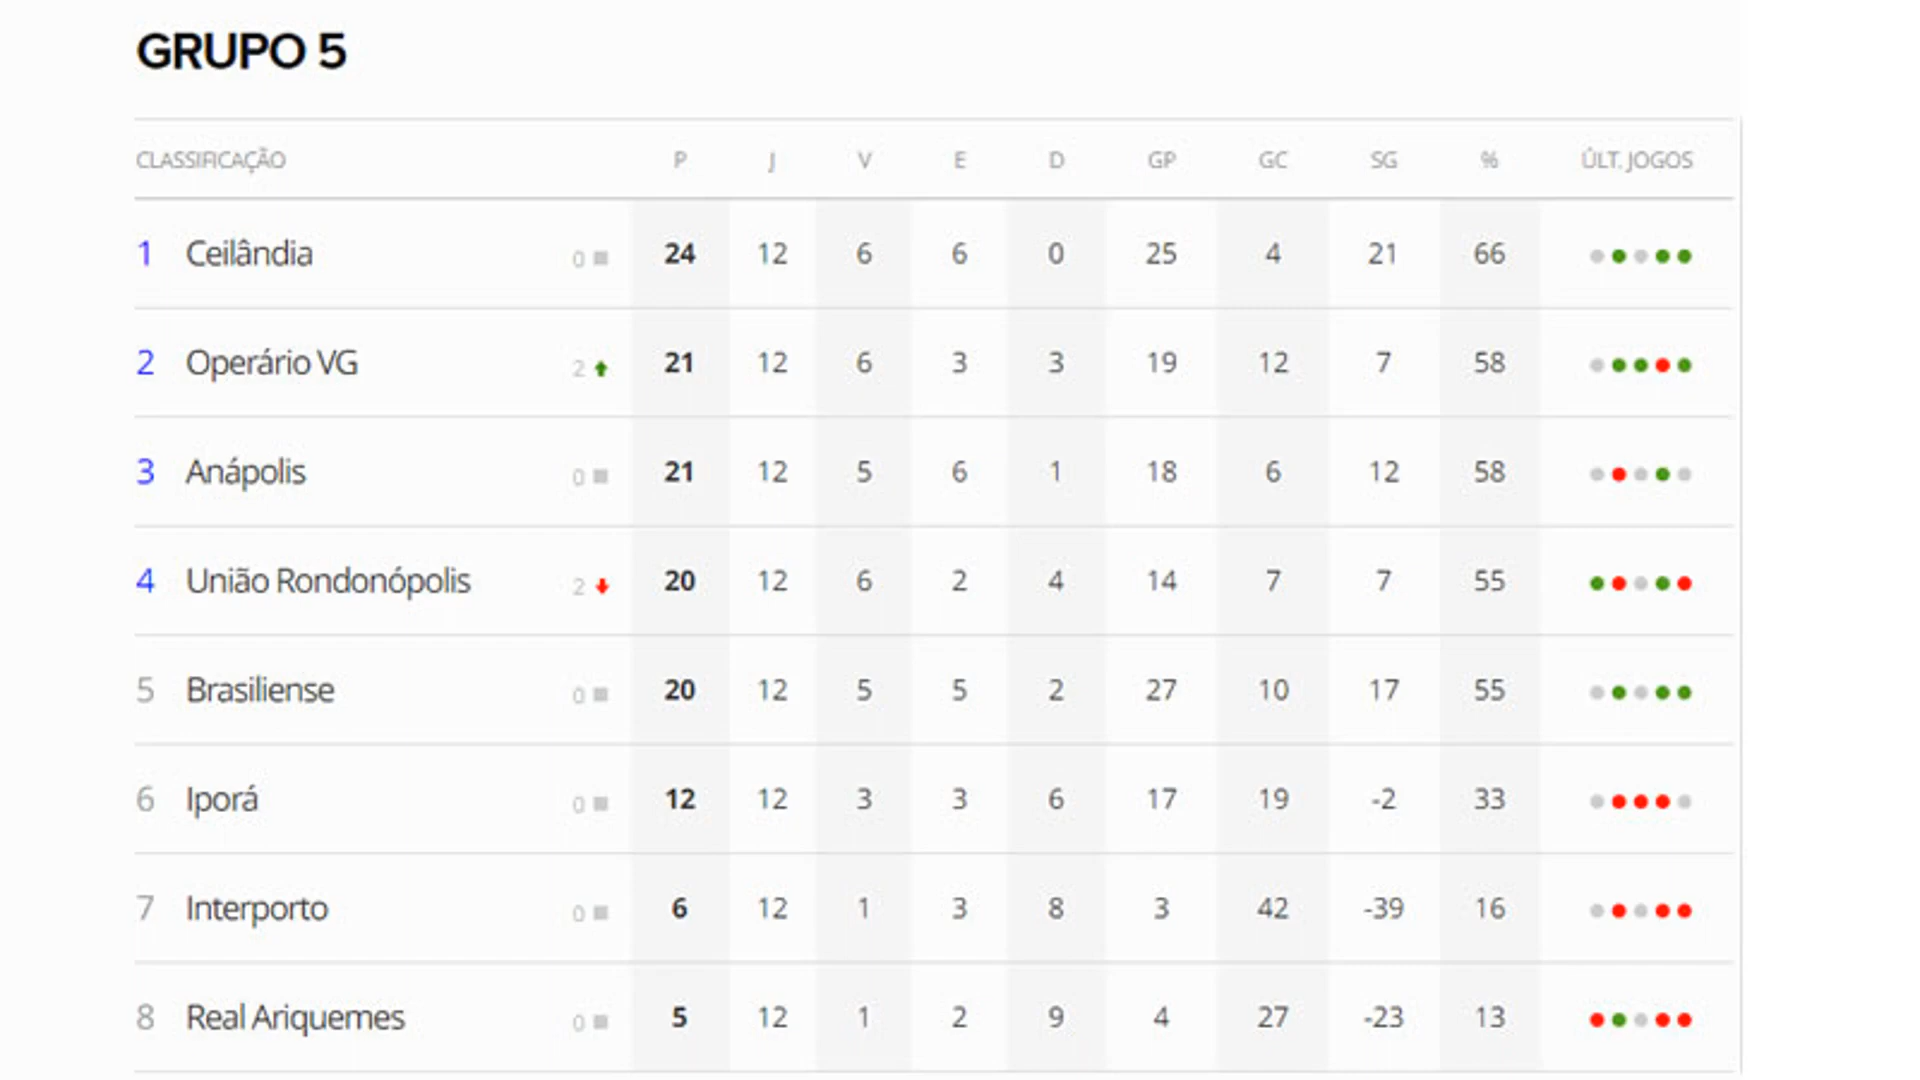 GRUPO 5
CLASSIFICAÇÃO P J V E D GP GC SG % ÚLT. JOGOS
1 Ceilândia 0 24 12 6 6 0 25 4 21 66
2 Operário VG 2 21 12 6 3 3 19 12 7 58
3 Anápolis 0 21 12 5 6 1 18 6 12 58
4 União Rondonópolis 2 20 12 6 2 4 14 7 7 55
5 Brasiliense 0 20 12 5 5 2 27 10 17 55
6 Iporá 0 12 12 3 3 6 17 19 -2 33
7 Interporto 0 6 12 1 3 8 3 42 -39 16
8 Real Ariquemes 0 5 12 1 2 9 4 27 -23 13